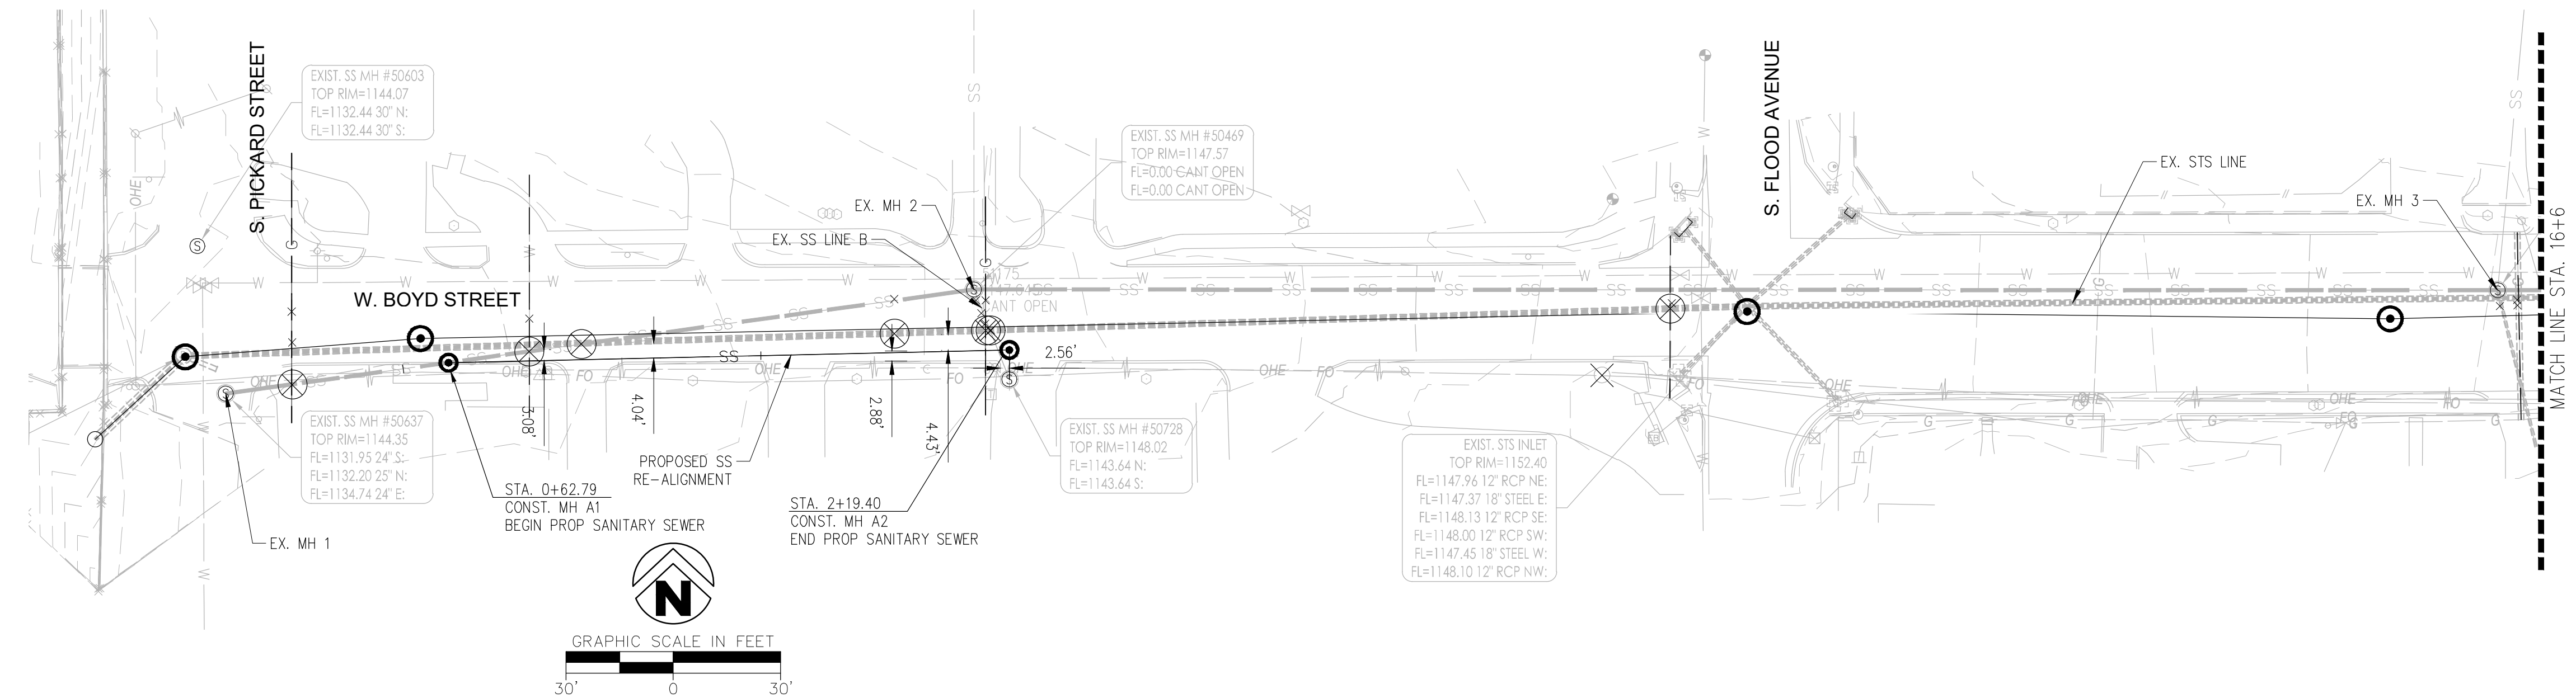 S. PICKARD STREET
EXIST. SS MH #50603
TOP RIM=1144.07
FL=1132.44 30" N:
FL=1132.44 30" S:
OHE
W. BOYD STREET
EXIST. SS MH #50637
TOP RIM=1144.35
FL=1131.95 24" S:
FL=1132.20 25" N:
FL=1134.74 24" E:
EX. MH 1
STA. 0+62.79
CONST. MH A1
BEGIN PROP SANITARY SEWER
3.08'
4.04'
2.88'
4.43'
2.56'
PROPOSED SS
RE-ALIGNMENT
STA. 2+19.40
CONST. MH A2
END PROP SANITARY SEWER
EX. MH 2
EX. SS LINE B
EXIST. SS MH #50469
TOP RIM=1147.57
FL=0.00 CANT OPEN
FL=0.00 CANT OPEN
EXIST. SS MH #50728
TOP RIM=1148.02
FL=1143.64 N:
FL=1143.64 S:
S. FLOOD AVENUE
EXIST. STS INLET
TOP RIM=1152.40
FL=1147.96 12" RCP NE:
FL=1147.37 18" STEEL E:
FL=1148.13 12" RCP SE:
FL=1148.00 12" RCP SW:
FL=1147.45 18" STEEL W:
FL=1148.10 12" RCP NW:
EX. STS LINE
EX. MH 3
MATCH LINE STA. 16+6
SS
W
G
FO
OHE
N
GRAPHIC SCALE IN FEET
30' 0 30'